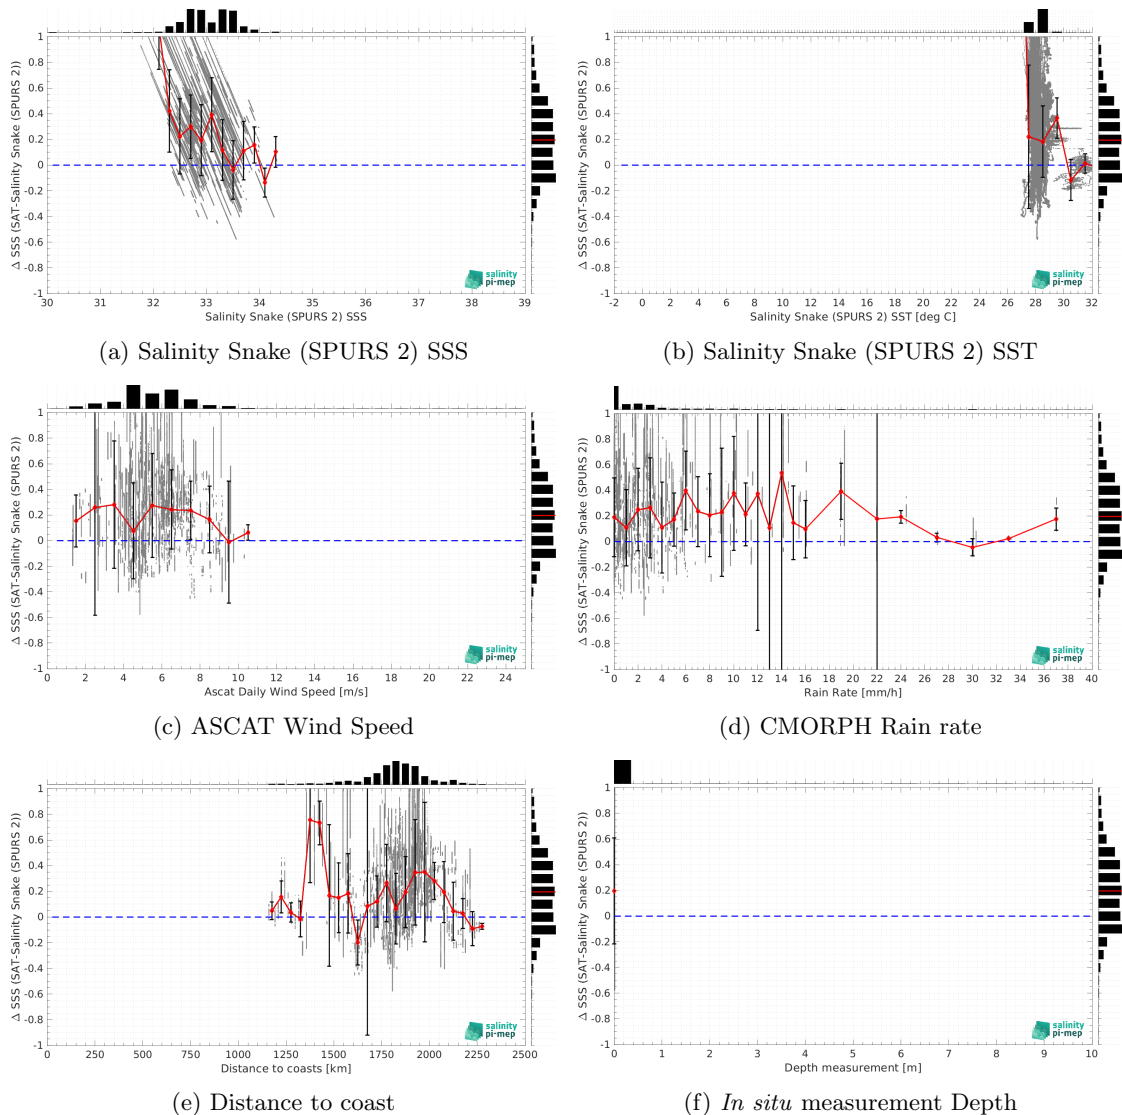 Δ SSS (SAT-Salinity Snake (SPURS 2))
1
0.8
0.6
0.4
0.2
0
-0.2
-0.4
-0.6
-0.8
-1
salinity
pi-mep
30 31 32 33 34 35 36 37 38 39
Salinity Snake (SPURS 2) SSS
(a) Salinity Snake (SPURS 2) SSS
Δ SSS (SAT-Salinity Snake (SPURS 2))
1
0.8
0.6
0.4
0.2
0
-0.2
-0.4
-0.6
-0.8
-1
salinity
pi-mep
-2 0 2 4 6 8 10 12 14 16 18 20 22 24 26 28 30 32
Salinity Snake (SPURS 2) SST [deg C]
(b) Salinity Snake (SPURS 2) SST
Δ SSS (SAT-Salinity Snake (SPURS 2))
1
0.8
0.6
0.4
0.2
0
-0.2
-0.4
-0.6
-0.8
-1
salinity
pi-mep
0 2 4 6 8 10 12 14 16 18 20 22 24
Ascat Daily Wind Speed [m/s]
(c) ASCAT Wind Speed
Δ SSS (SAT-Salinity Snake (SPURS 2))
1
0.8
0.6
0.4
0.2
0
-0.2
-0.4
-0.6
-0.8
-1
salinity
pi-mep
0 2 4 6 8 10 12 14 16 18 20 22 24 26 28 30 32 34 36 38 40
Rain Rate [mm/h]
(d) CMORPH Rain rate
Δ SSS (SAT-Salinity Snake (SPURS 2))
1
0.8
0.6
0.4
0.2
0
-0.2
-0.4
-0.6
-0.8
-1
salinity
pi-mep
0 250 500 750 1000 1250 1500 1750 2000 2250 2500
Distance to coasts [km]
(e) Distance to coast
Δ SSS (SAT-Salinity Snake (SPURS 2))
1
0.8
0.6
0.4
0.2
0
-0.2
-0.4
-0.6
-0.8
-1
salinity
pi-mep
0 1 2 3 4 5 6 7 8 9 10
Depth measurement [m]
(f) In situ measurement Depth